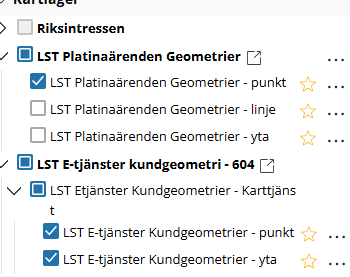 Kartlager
Riksintressen
LST Platinaärenden Geometrier
LST Platinaärenden Geometrier - punkt
LST Platinaärenden Geometrier - linje
LST Platinaärenden Geometrier - yta
LST E-tjänster kundgeometri - 604
LST Etjänster Kundgeometrier - Karttjäns
t
LST E-tjänster Kundgeometrier - punkt
LST E-tjänster Kundgeometrier - yta